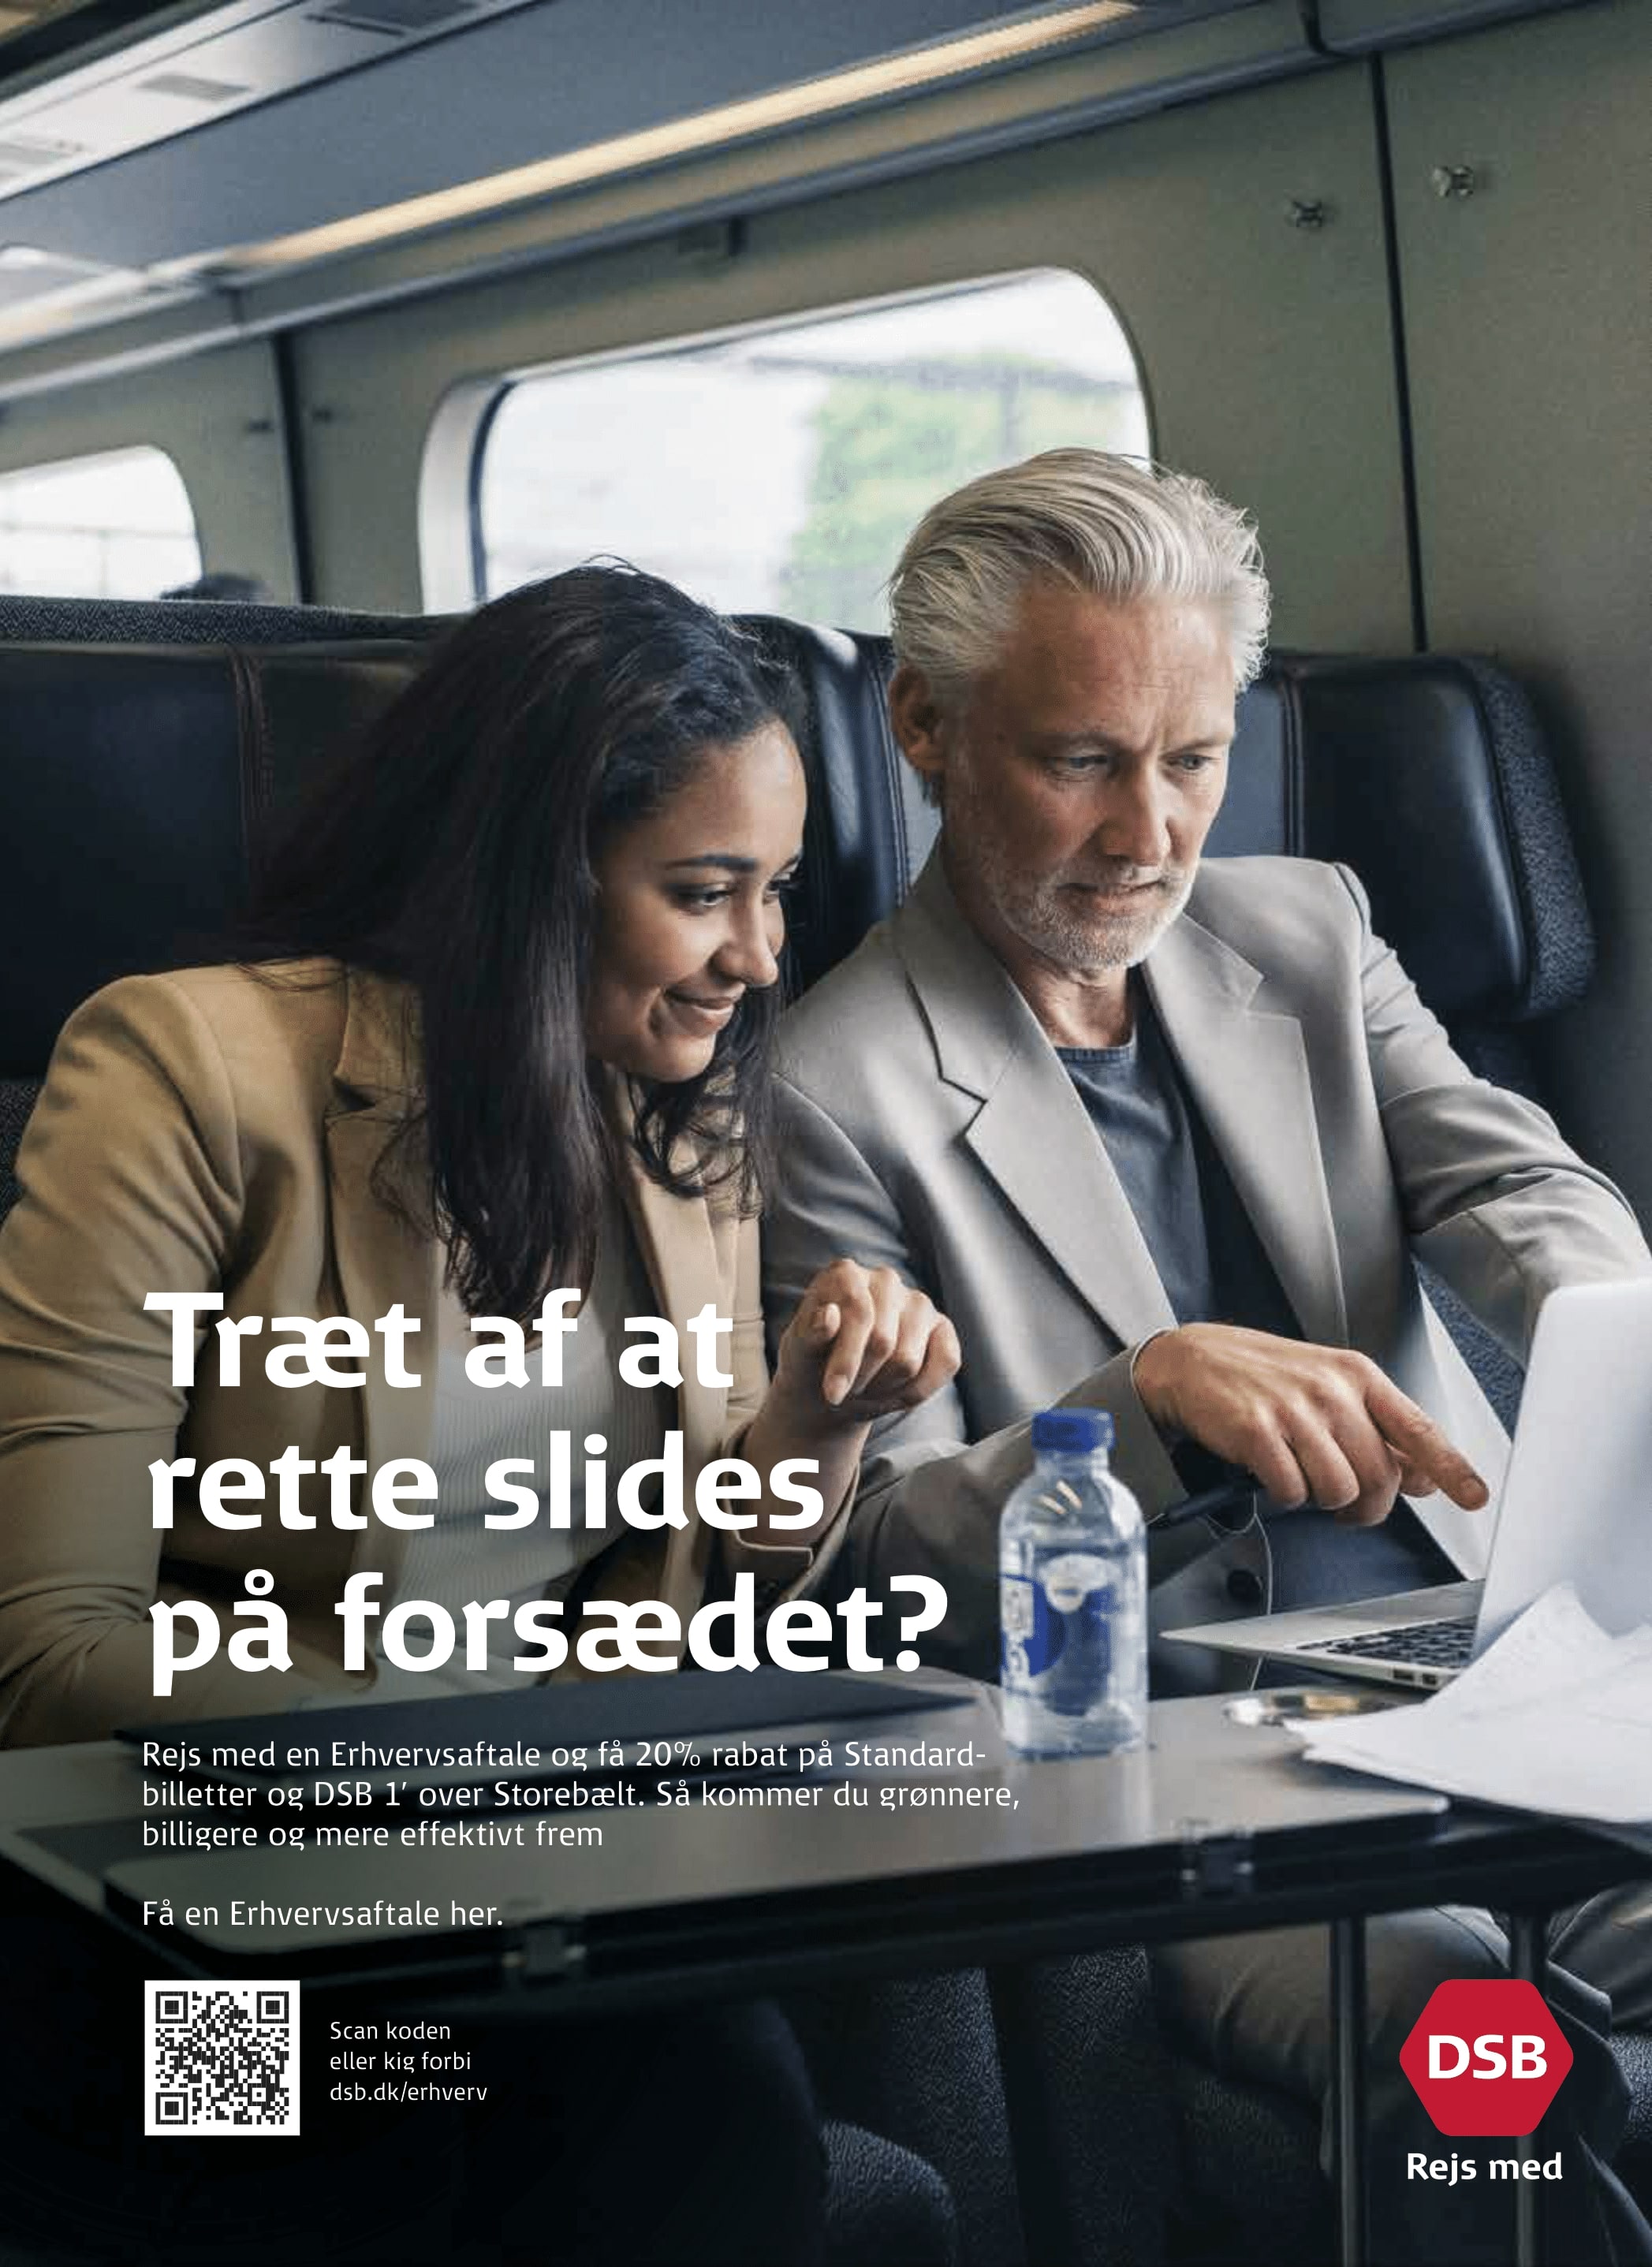 Træt af at
rette slides
på forsædet?
Rejs med en Erhvervsaftale og få 20% rabat på Standard-
billetter og DSB 1’ over Storebælt. Så kommer du grønnere,
billigere og mere effektivt frem
Få en Erhvervsaftale her.
Scan koden
eller kig forbi
dsb.dk/erhverv
DSB
Rejs med